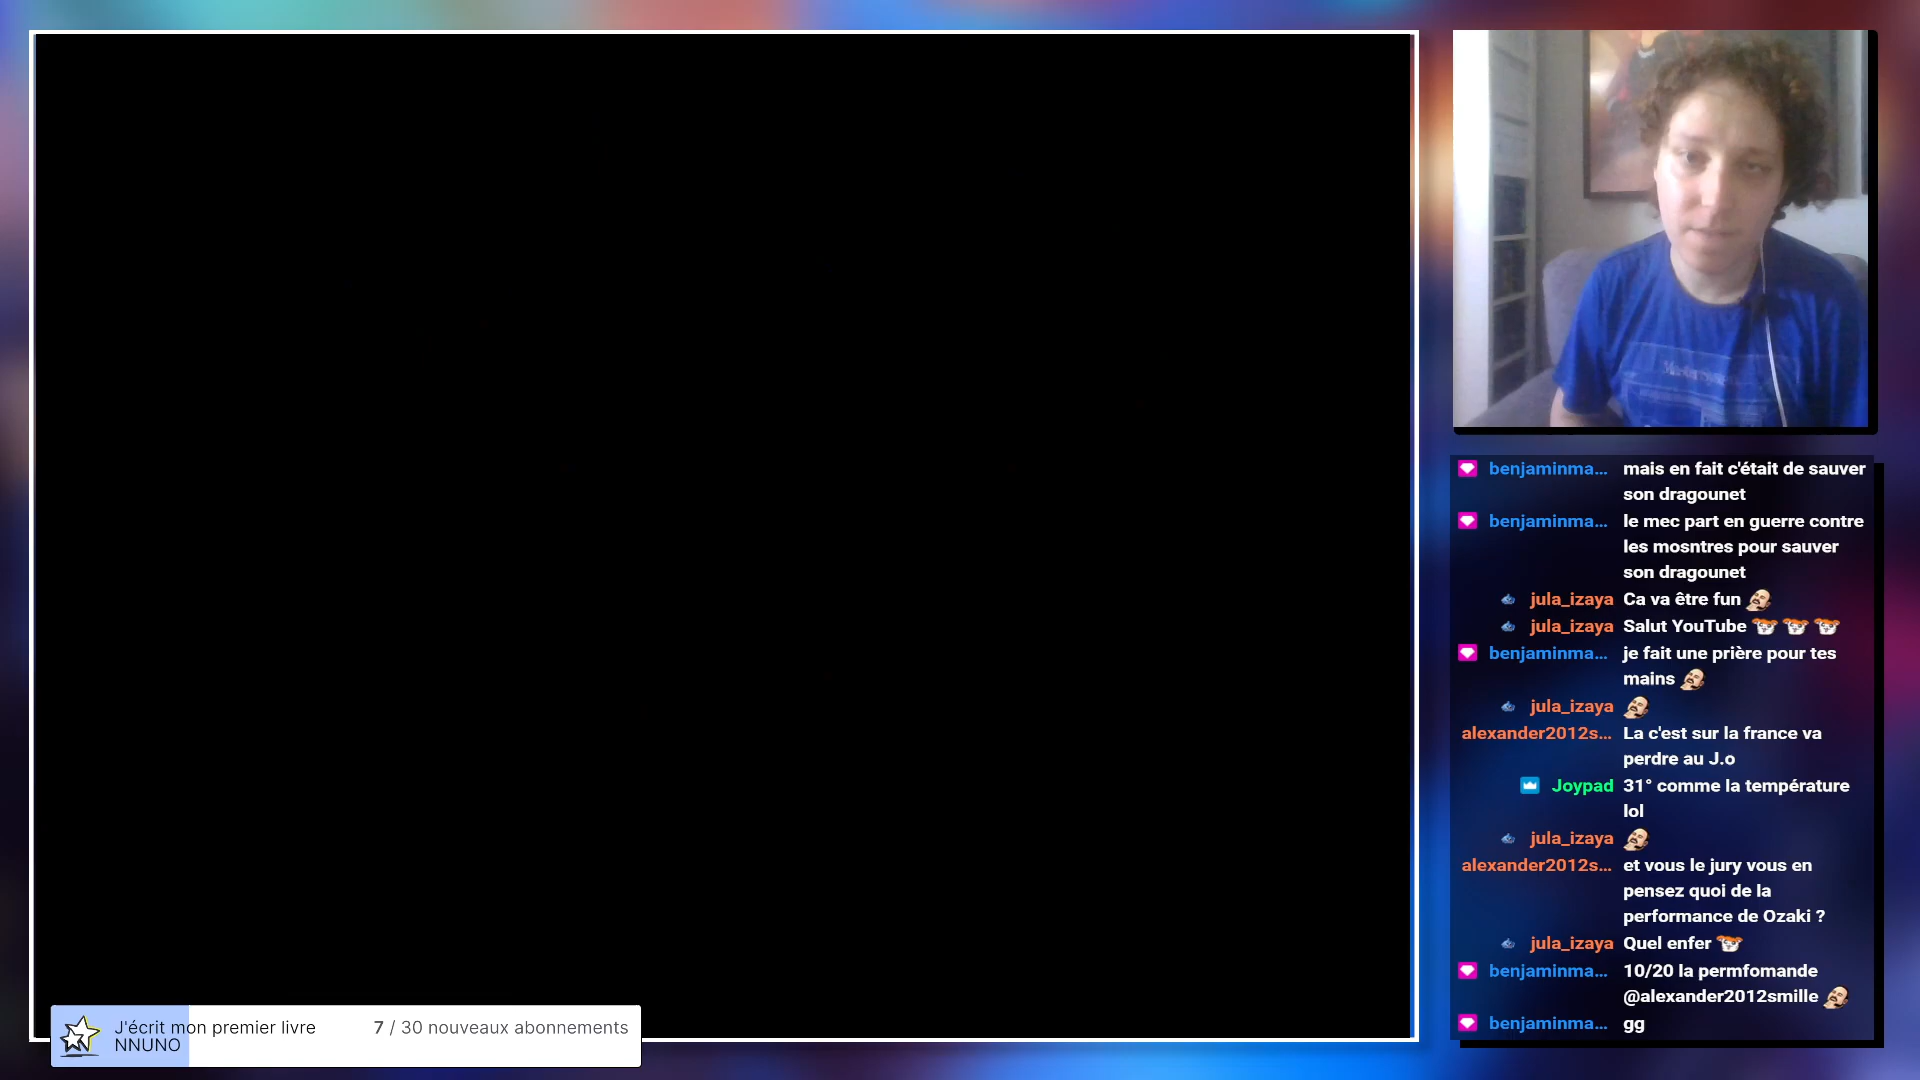 benjaminma... mais en fait c'était de sauver
son dragounet
benjaminma... le mec part en guerre contre
les mosntres pour sauver
son dragounet
jula_izaya Ca va être fun
jula_izaya Salut YouTube
benjaminma... je fait une prière pour tes
mains
jula_izaya
alexander2012s... La c'est sur la france va
perdre au J.o
Joypad 31° comme la température
lol
jula_izaya
alexander2012s... et vous le jury vous en
pensez quoi de la
performance de Ozaki ?
jula_izaya Quel enfer
benjaminma... 10/20 la permfomande
@alexander2012smille
benjaminma... gg
J'écrit mon premier livre 7 / 30 nouveaux abonnements
NNUNO